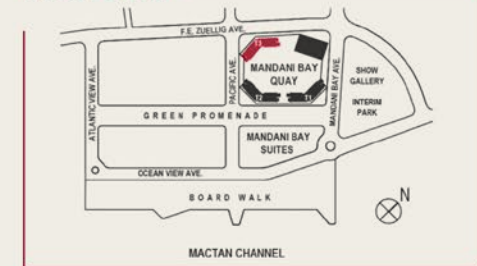 F.E. ZUELLIG AVE.
T3
MANDANI BAY
QUAY
T2
T1
ATLANTIC VIEW AVE.
PACIFIC AVE.
MANDANI BAY AVE.
SHOW
GALLERY
INTERIM
PARK
GREEN PROMENADE
MANDANI BAY
SUITES
OCEAN VIEW AVE.
BOARD WALK
N
MACTAN CHANNEL